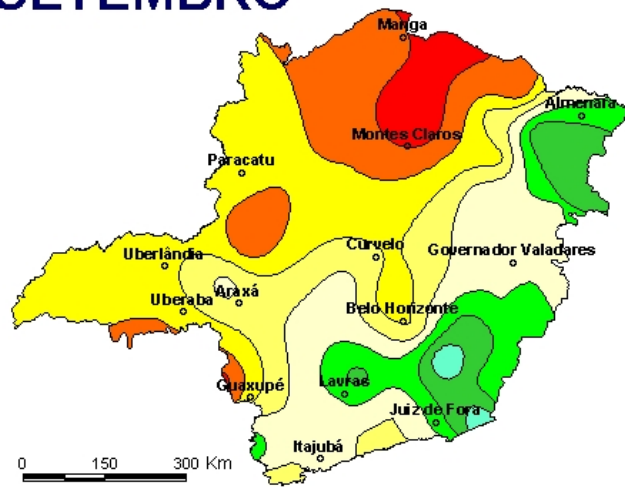 SETEMBRO
Manga
Almenara
Montes Claros
Paracatu
Curvelo
Governador Valadares
Uberlândia
Araxá
Uberaba
Belo Horizonte
Guaxupé
Lavras
Juiz de Fora
Itajubá
0 150 300 Km